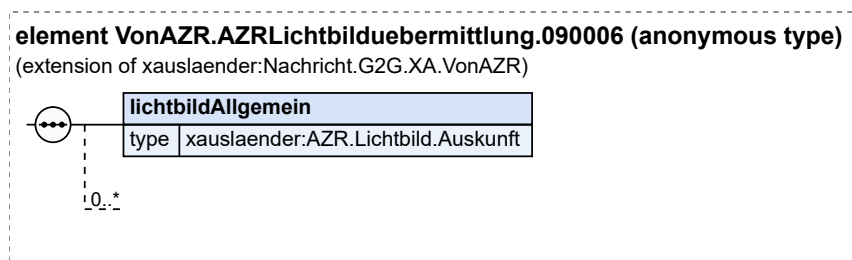 element VonAZR.AZRLichtbilduebermittlung.090006 (anonymous type)
(extension of xauslaender:Nachricht.G2G.XA.VonAZR)
lichtbildAllgemein
type xauslaender:AZR.Lichtbild.Auskunft
0..*